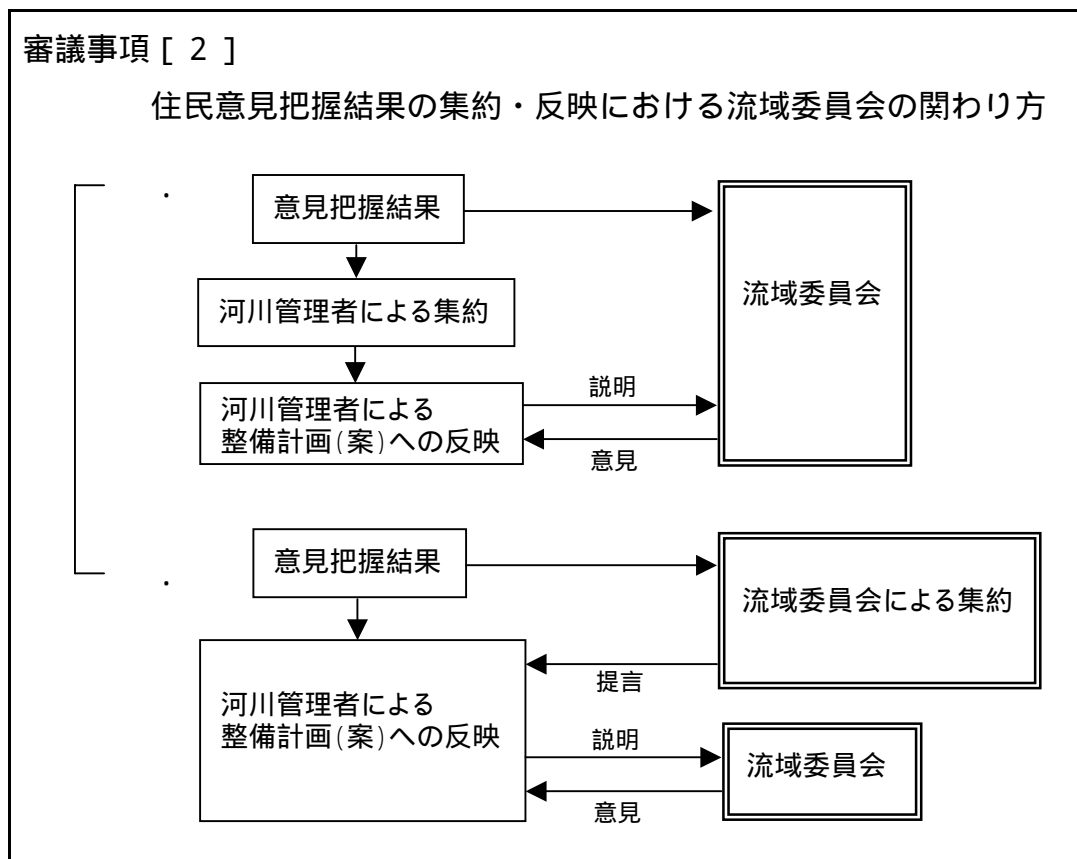 審議事項[ 2 ]
住民意見把握結果の集約・反映における流域委員会の関わり方
.
意見把握結果
流域委員会
河川管理者による集約
河川管理者による
整備計画(案)への反映
説明
意見
.
意見把握結果
流域委員会による集約
提言
河川管理者による
整備計画(案)への反映
説明
流域委員会
意見